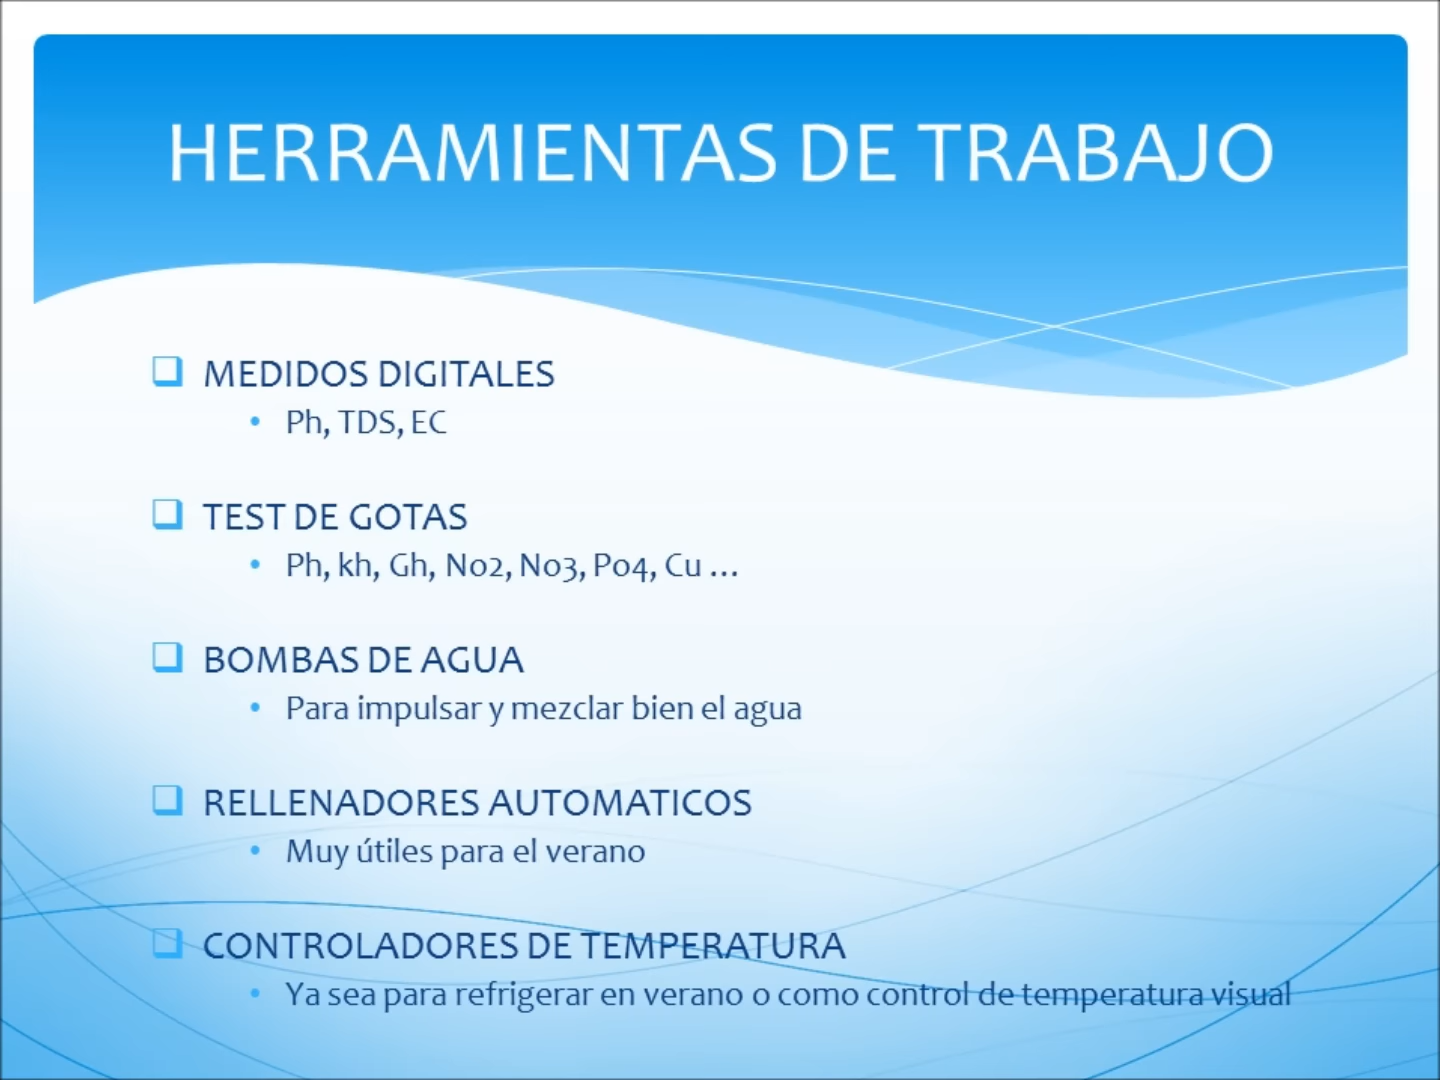 HERRAMIENTAS DE TRABAJO
MEDIDOS DIGITALES
• Ph, TDS, EC
TEST DE GOTAS
• Ph, kh, Gh, No2, No3, Po4, Cu ...
BOMBAS DE AGUA
• Para impulsar y mezclar bien el agua
RELLENADORES AUTOMATICOS
• Muy útiles para el verano
CONTROLADORES DE TEMPERATURA
• Ya sea para refrigerar en verano o como control de temperatura visual